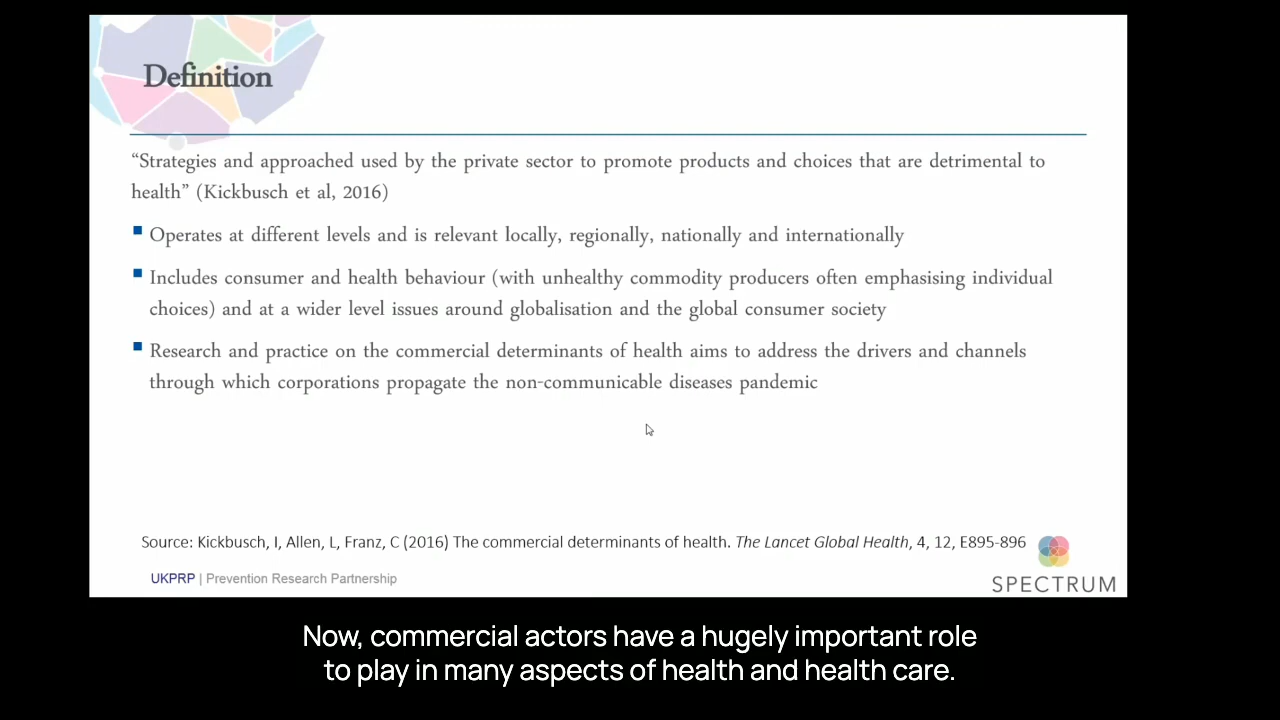 Definition
“Strategies and approached used by the private sector to promote products and choices that are detrimental to
health” (Kickbusch et al, 2016)
Operates at different levels and is relevant locally, regionally, nationally and internationally
Includes consumer and health behaviour (with unhealthy commodity producers often emphasising individual
choices) and at a wider level issues around globalisation and the global consumer society
Research and practice on the commercial determinants of health aims to address the drivers and channels
through which corporations propagate the non-communicable diseases pandemic
Source: Kickbusch, I, Allen, L, Franz, C (2016) The commercial determinants of health. The Lancet Global Health, 4, 12, E895-896
UKPRP | Prevention Research Partnership
SPECTRUM
Now, commercial actors have a hugely important role
to play in many aspects of health and health care.